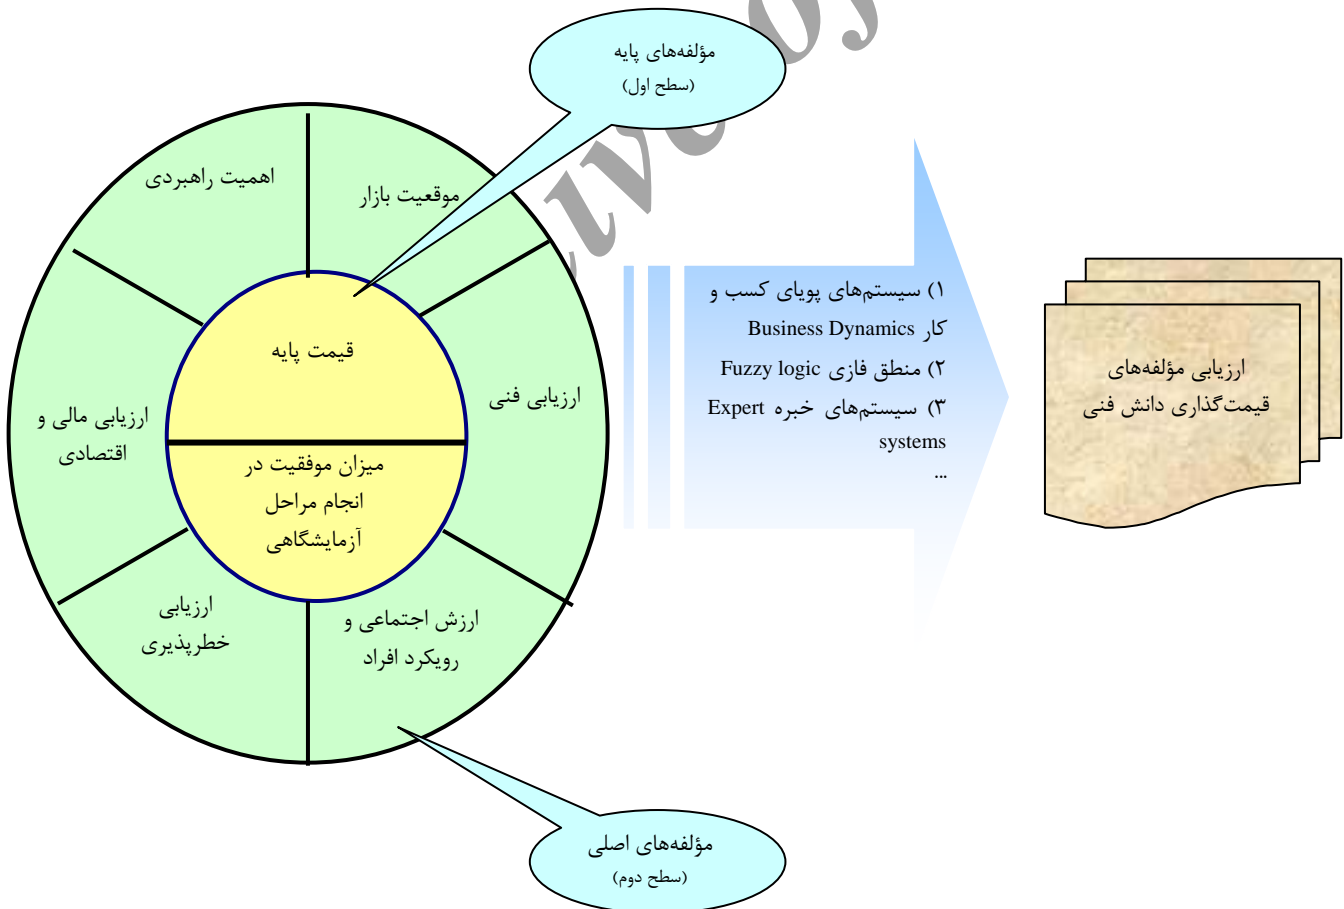 مؤلفه‌های پایه
(سطح اول)
اهمیت راهبردی
موقعیت بازار
قیمت پایه
ارزیابی فنی
ارزیابی مالی و
اقتصادی
میزان موفقیت در
انجام مراحل
آزمایشگاهی
ارزیابی
خطرپذیری
ارزش اجتماعی و
رویکرد افراد
مؤلفه‌های اصلی
(سطح دوم)
۱) سیستم‌های پویای کسب و
کار Business Dynamics
۲) منطق فازی Fuzzy logic
۳) سیستم‌های خبره Expert
systems
...
ارزیابی مؤلفه‌های
قیمت‌گذاری دانش فنی